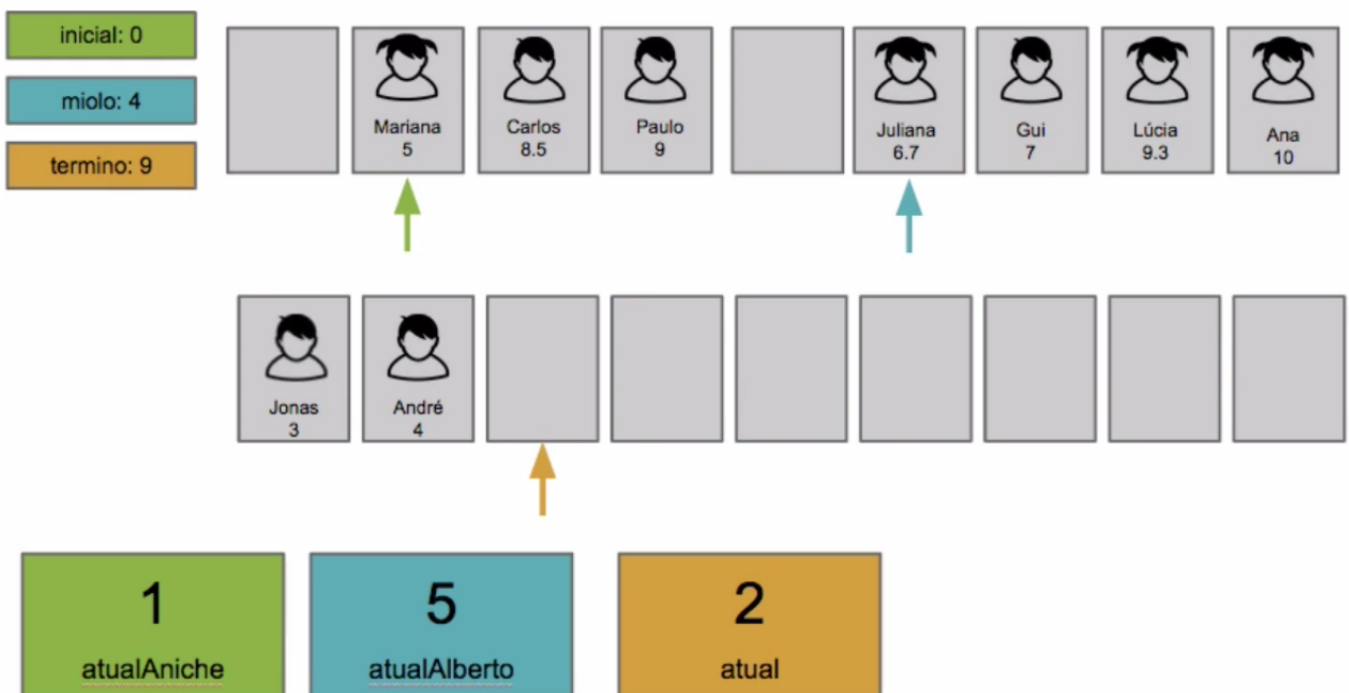 inicial: 0
miolo: 4
termino: 9
Mariana
5
Carlos
8.5
Paulo
9
Juliana
6.7
Gui
7
Lúcia
9.3
Ana
10
Jonas
3
André
4
1
atualAniche
5
atualAlberto
2
atual